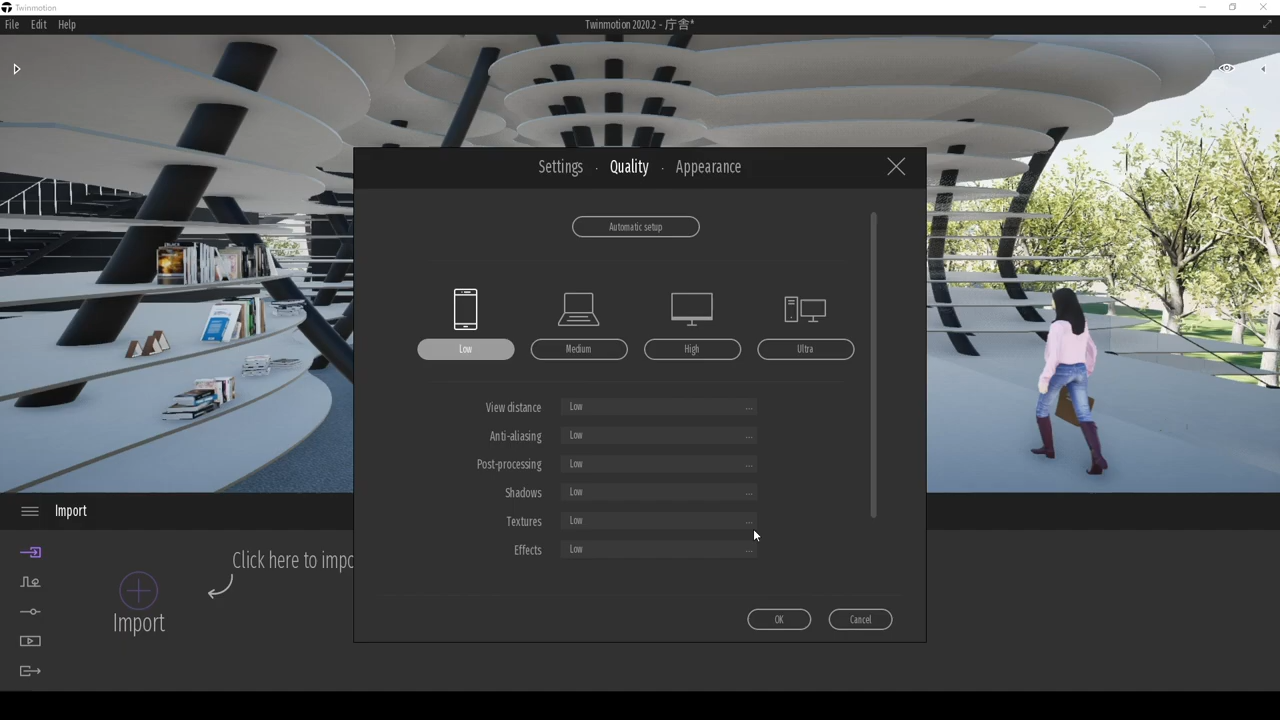 Twinmotion
File Edit Help
Twinmotion 2020.2 - 庁舎*
Settings · Quality · Appearance
Automatic setup
Low Medium High Ultra
View distance Low ...
Anti-aliasing Low ...
Post-processing Low ...
Shadows Low ...
Textures Low ...
Effects Low ...
OK Cancel
Import
Click here to impo
Import